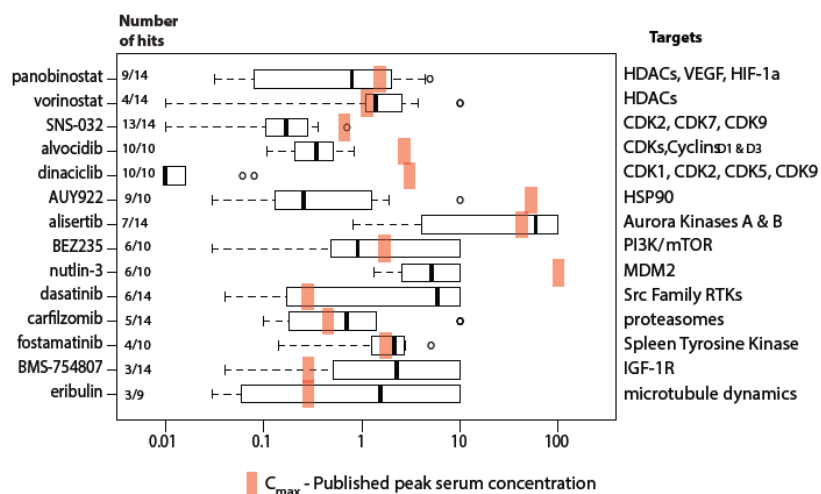 Number
of hits
Targets
panobinostat 9/14 HDACs, VEGF, HIF-1a
vorinostat 4/14 HDACs
SNS-032 13/14 CDK2, CDK7, CDK9
alvocidib 10/10 CDKs,CyclinsD1 & D3
dinaciclib 10/10 CDK1, CDK2, CDK5, CDK9
AUY922 9/10 HSP90
alisertib 7/14 Aurora Kinases A & B
BEZ235 6/10 PI3K/mTOR
nutlin-3 6/10 MDM2
dasatinib 6/14 Src Family RTKs
carfilzomib 5/14 proteasomes
fostamatinib 4/10 Spleen Tyrosine Kinase
BMS-754807 3/14 IGF-1R
eribulin 3/9 microtubule dynamics
0.01 0.1 1 10 100
Cmax - Published peak serum concentration